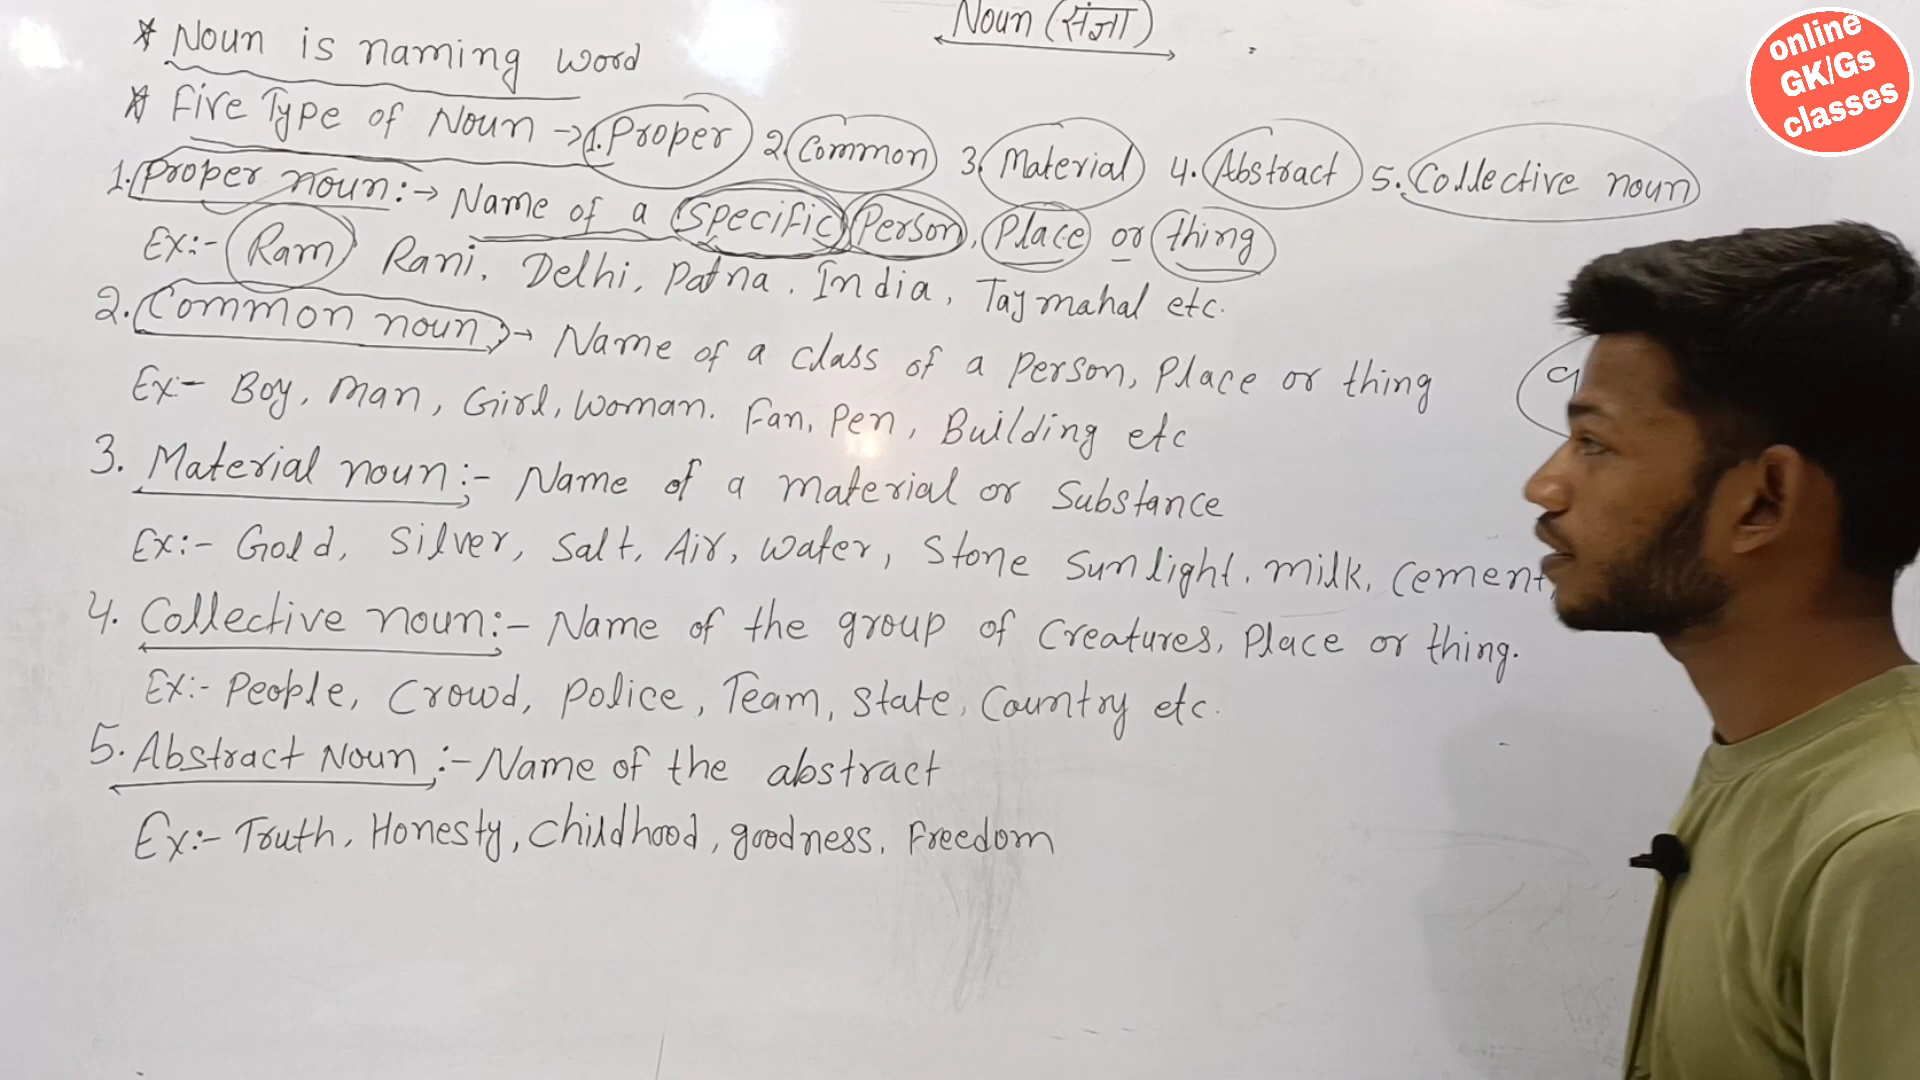 Noun (संज्ञा)
online
GK/Gs
classes
* Noun is naming word
* Five Type of Noun → 1. Proper 2. Common 3. Material 4. Abstract 5. Collective noun
1. Proper noun :→ Name of a specific Person, Place or thing
Ex:- Ram Rani, Delhi, Patna, India, Tajmahal etc.
2. Common noun :→ Name of a class of a person, Place or thing
Ex:- Boy, man, Girl, woman. Fan, Pen, Building etc
3. Material noun :- Name of a material or Substance
Ex:- Gold, Silver, Salt, Air, water, Stone Sunlight, milk, Cement,
4. Collective noun :- Name of the group of Creatures, Place or thing.
Ex:- People, Crowd, police, Team, State, Country etc.
5. Abstract Noun :- Name of the abstract
Ex:- Truth, Honesty, childhood, goodness, Freedom